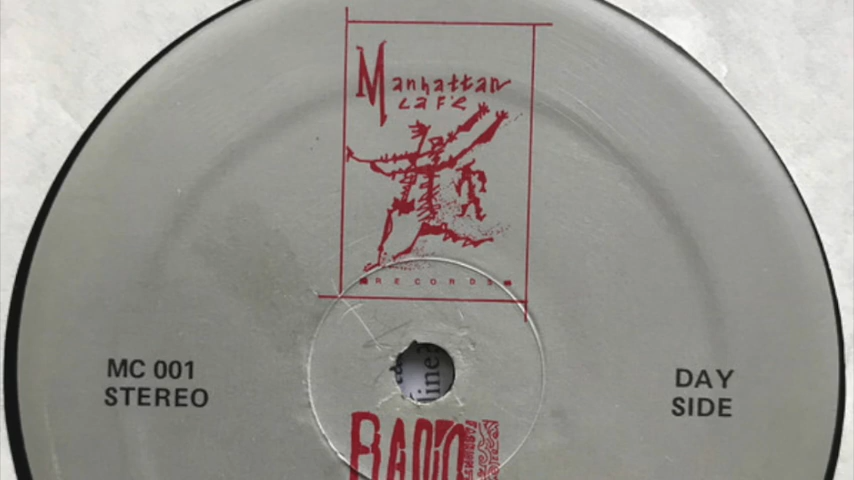 Manhattan
Cafe
RECORDS
MC 001
STEREO
DAY
SIDE